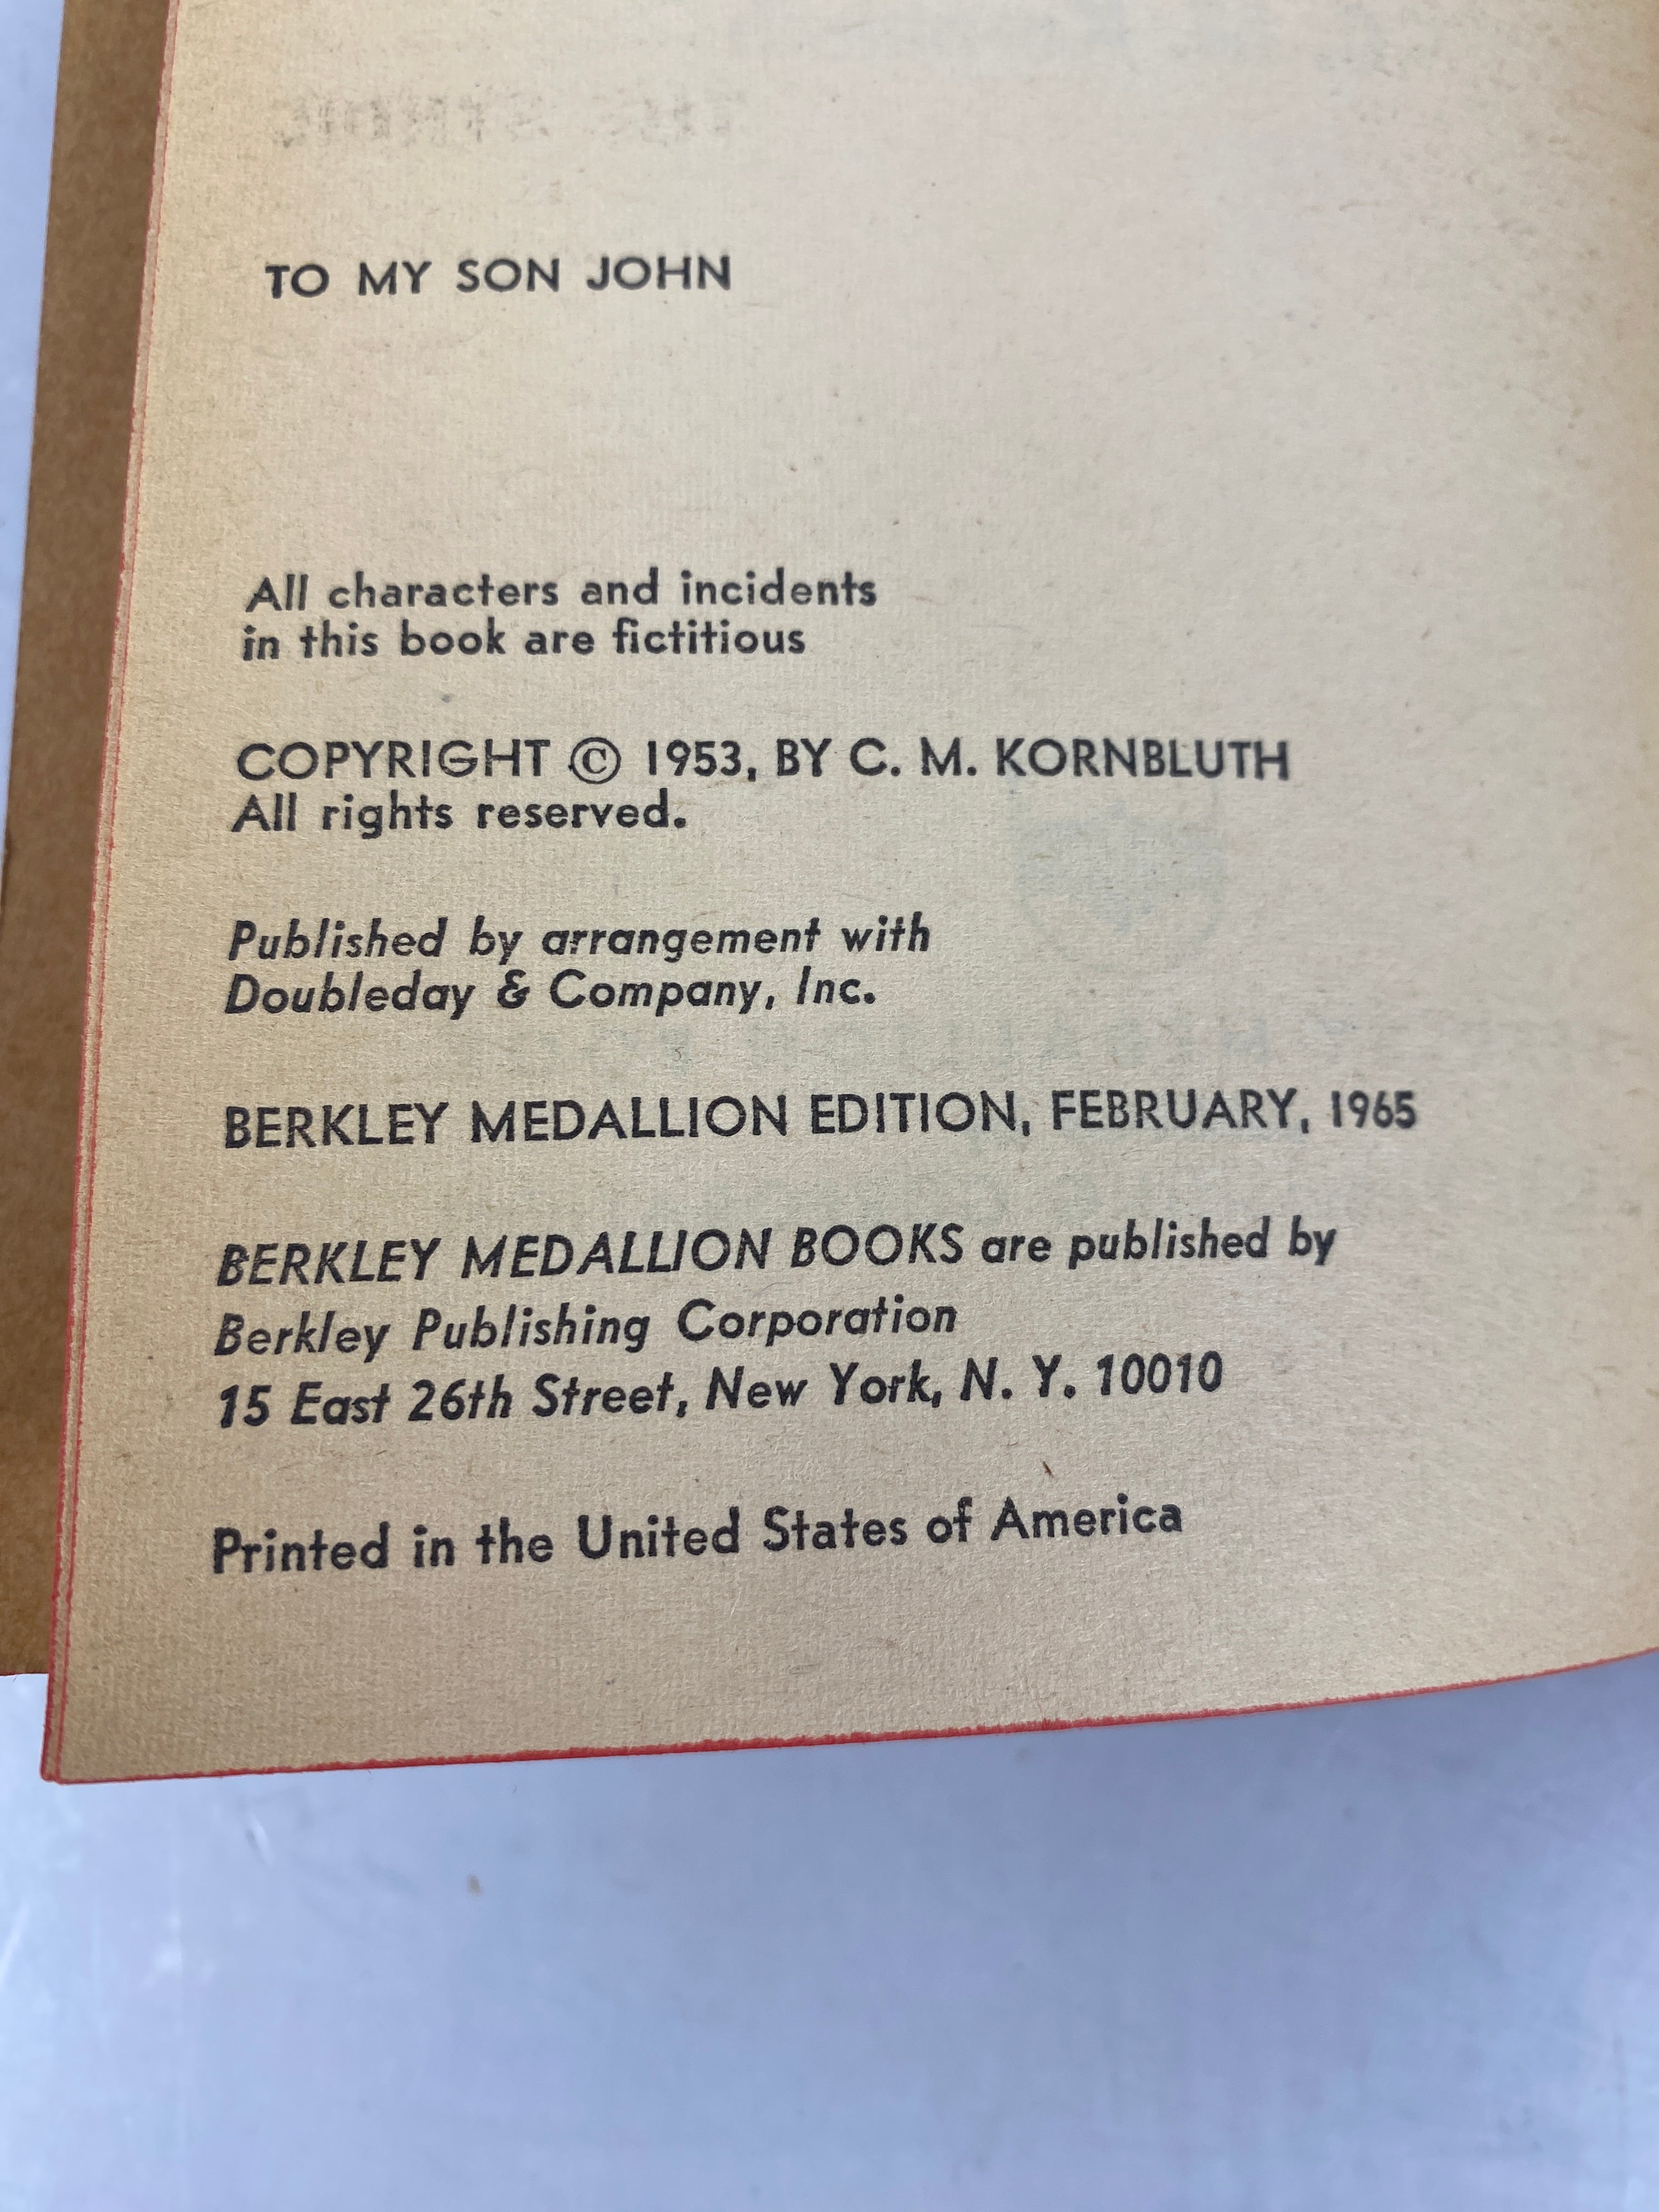 TO MY SON JOHN
All characters and incidents
in this book are fictitious
COPYRIGHT © 1953, BY C. M. KORNBLUTH
All rights reserved.
Published by arrangement with
Doubleday & Company, Inc.
BERKLEY MEDALLION EDITION, FEBRUARY, 1965
BERKLEY MEDALLION BOOKS are published by
Berkley Publishing Corporation
15 East 26th Street, New York, N. Y. 10010
Printed in the United States of America